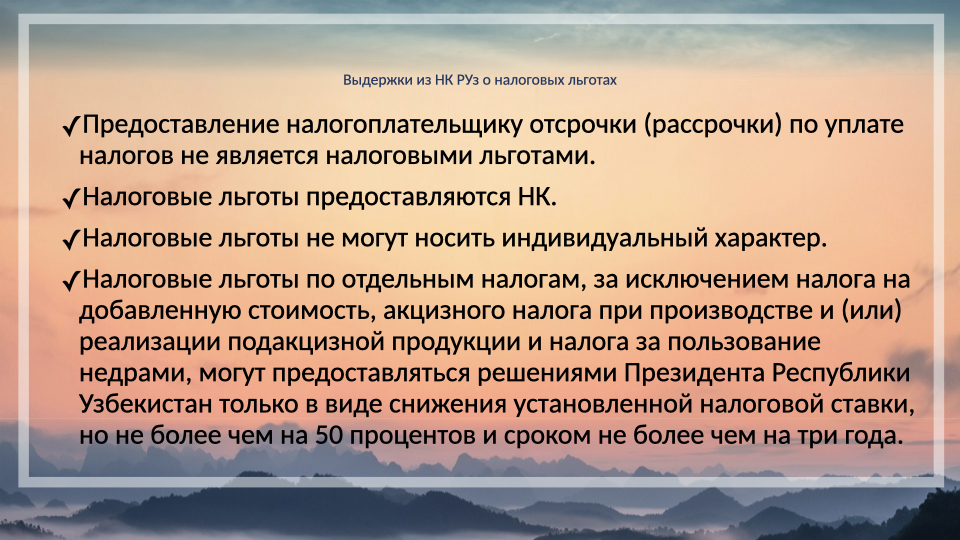 Выдержки из НК РУз о налоговых льготах
✓Предоставление налогоплательщику отсрочки (рассрочки) по уплате
налогов не является налоговыми льготами.
✓Налоговые льготы предоставляются НК.
✓Налоговые льготы не могут носить индивидуальный характер.
✓Налоговые льготы по отдельным налогам, за исключением налога на
добавленную стоимость, акцизного налога при производстве и (или)
реализации подакцизной продукции и налога за пользование
недрами, могут предоставляться решениями Президента Республики
Узбекистан только в виде снижения установленной налоговой ставки,
но не более чем на 50 процентов и сроком не более чем на три года.